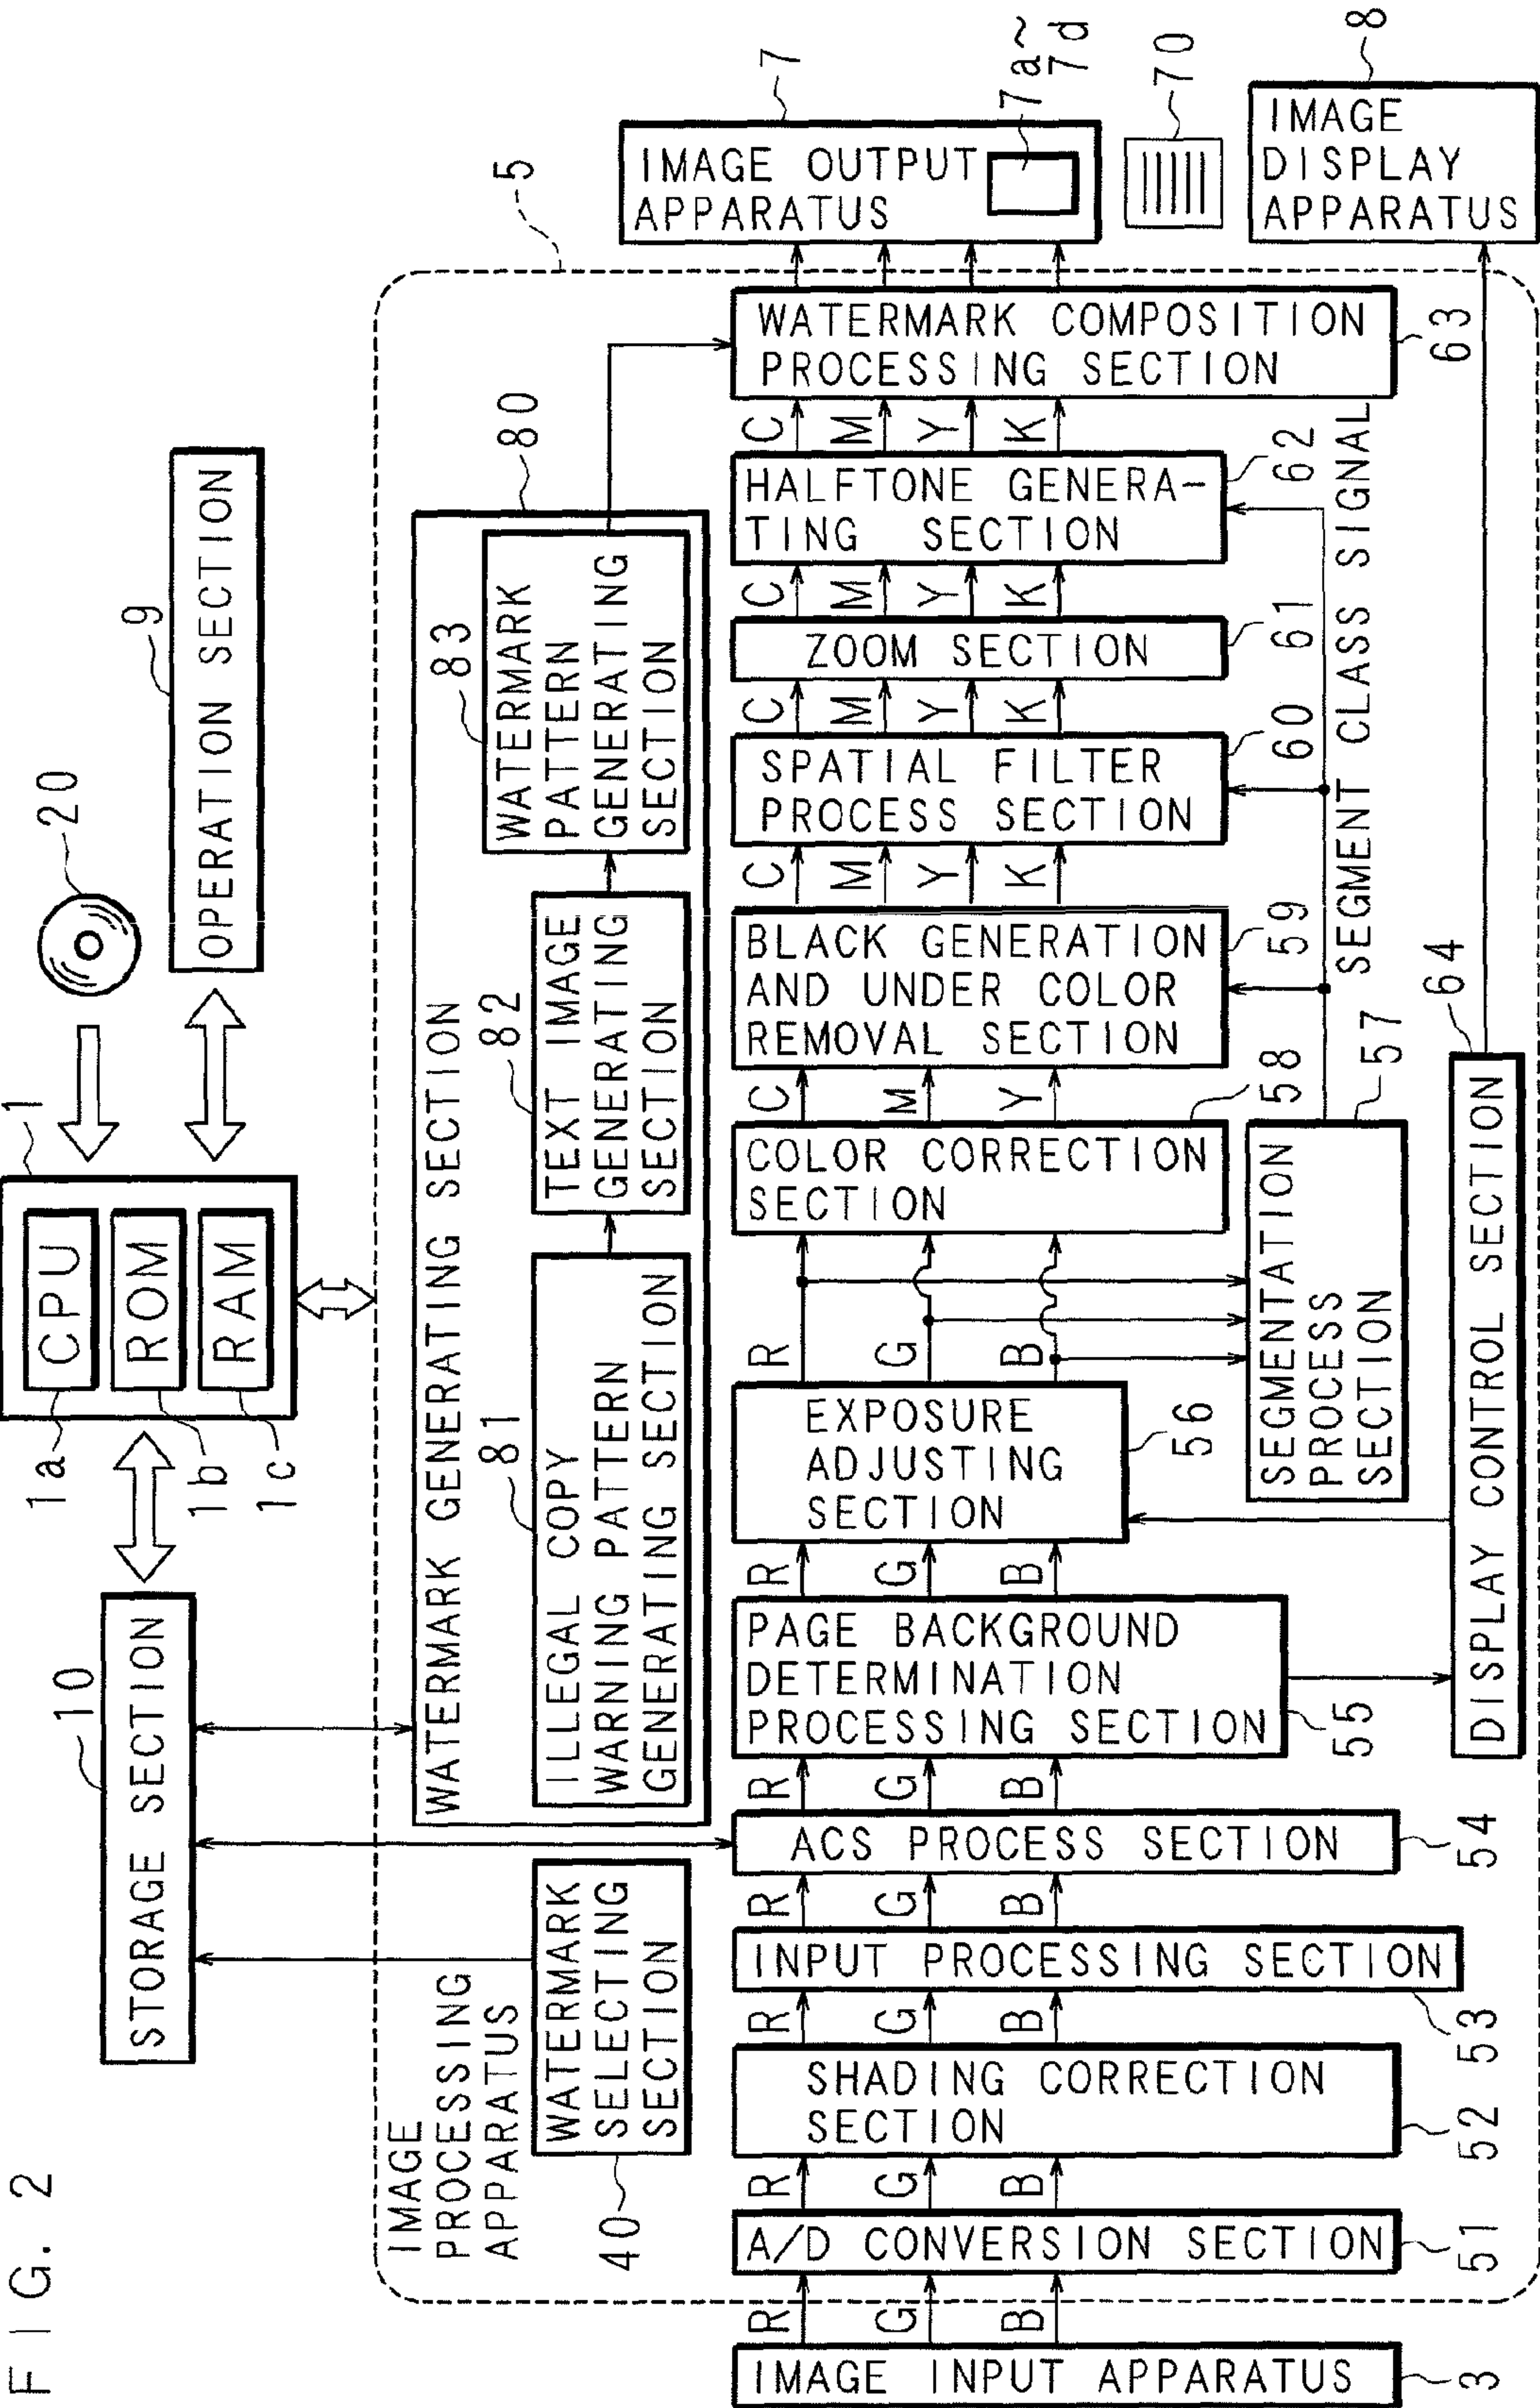 FIG. 2
1
CPU
ROM
RAM
1a
1b
1c
20
9
OPERATION SECTION
10
STORAGE SECTION
5
IMAGE
PROCESSING
APPARATUS
WATERMARK
SELECTING
SECTION
40
WATERMARK GENERATING SECTION
80
81
ILLEGAL COPY
WARNING PATTERN
GENERATING SECTION
82
TEXT IMAGE
GENERATING
SECTION
83
WATERMARK
PATTERN
GENERATING
SECTION
IMAGE INPUT APPARATUS
3
R
G
B
A/D CONVERSION SECTION
51
R
G
B
SHADING CORRECTION
SECTION
52
R
G
B
INPUT PROCESSING SECTION
53
R
G
B
ACS PROCESS SECTION
54
R
G
B
PAGE BACKGROUND
DETERMINATION
PROCESSING SECTION
55
R
G
B
EXPOSURE
ADJUSTING
SECTION
56
R
G
B
SEGMENTATION
PROCESS
SECTION
57
COLOR CORRECTION
SECTION
58
C
M
Y
BLACK GENERATION
AND UNDER COLOR
REMOVAL SECTION
59
C
M
Y
K
SPATIAL FILTER
PROCESS SECTION
60
C
M
Y
K
ZOOM SECTION
61
C
M
Y
K
HALFTONE GENERA-
TING SECTION
62
C
M
Y
K
WATERMARK COMPOSITION
PROCESSING SECTION
63
SEGMENT CLASS SIGNAL
DISPLAY CONTROL SECTION
64
IMAGE OUTPUT
APPARATUS
7
7a~
7d
70
IMAGE
DISPLAY
APPARATUS
8